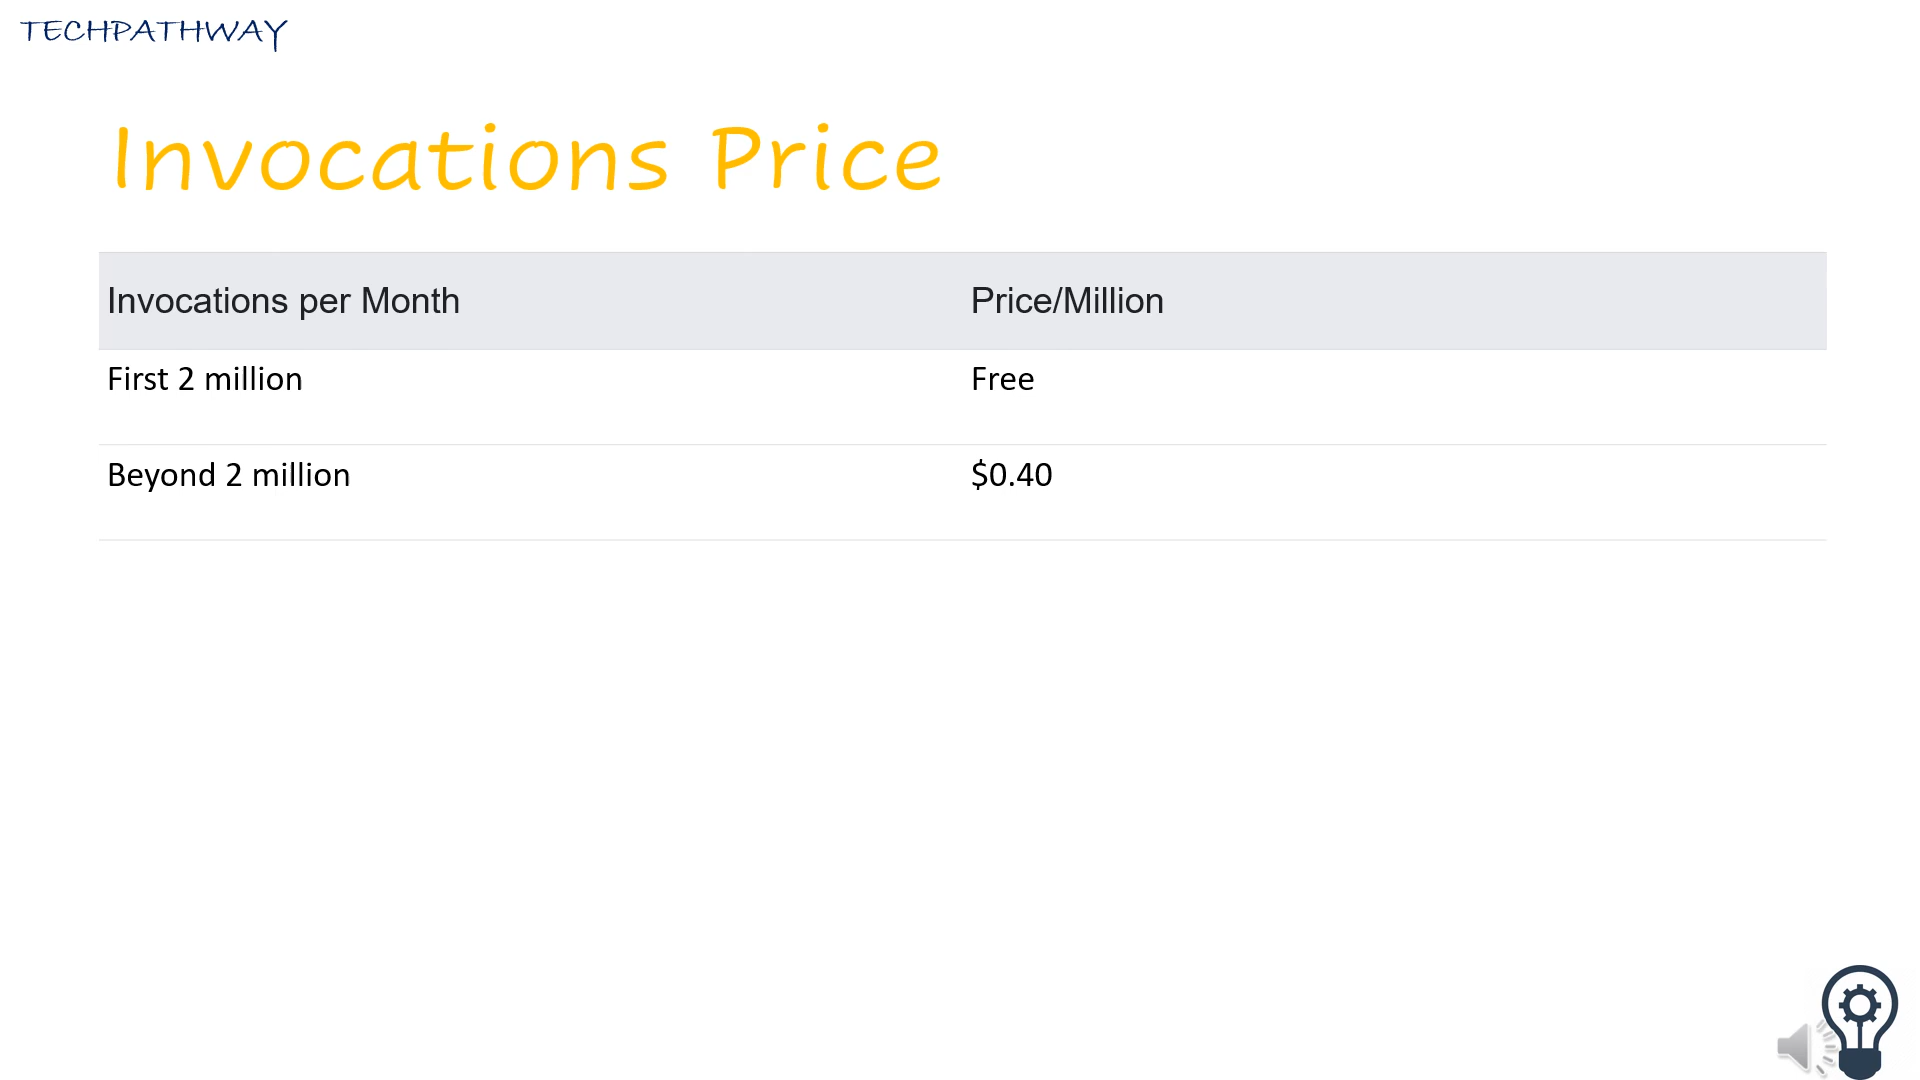 TECHPATHWAY
Invocations Price
Invocations per Month Price/Million
First 2 million Free
Beyond 2 million $0.40